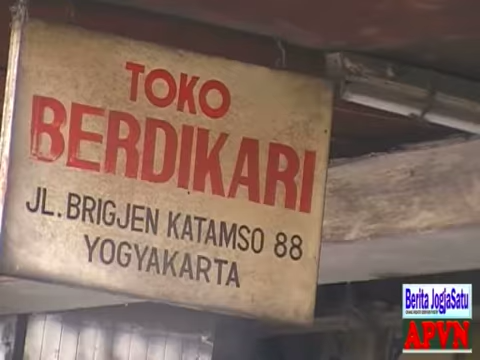 TOKO
BERDIKARI
JL. BRIGJEN KATAMSO 88
YOGYAKARTA
Berita JogjaSatu
APVN